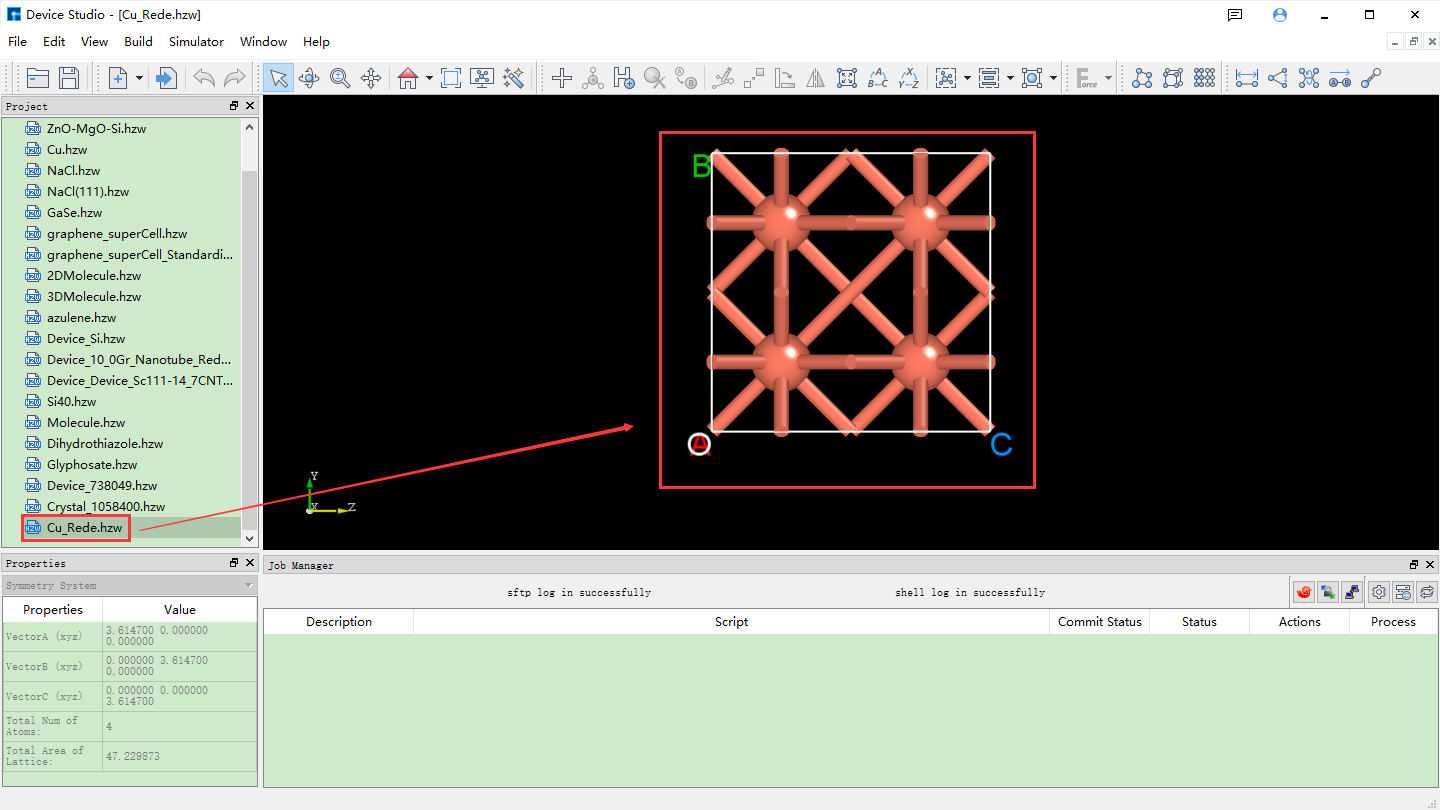 Device Studio - [Cu_Rede.hzw]
File Edit View Build Simulator Window Help
Force
Project
ZnO-MgO-Si.hzw
Cu.hzw
NaCl.hzw
NaCl(111).hzw
GaSe.hzw
graphene_superCell.hzw
graphene_superCell_Standardi...
2DMolecule.hzw
3DMolecule.hzw
azulene.hzw
Device_Si.hzw
Device_10_0Gr_Nanotube_Red...
Device_Device_Sc111-14_7CNT...
Si40.hzw
Molecule.hzw
Dihydrothiazole.hzw
Glyphosate.hzw
Device_738049.hzw
Crystal_1058400.hzw
Cu_Rede.hzw
B
O A C
Y
X Z
Properties
Symmetry System
Properties Value
VectorA (xyz) 3.614700 0.000000
0.000000
VectorB (xyz) 0.000000 3.614700
0.000000
VectorC (xyz) 0.000000 0.000000
3.614700
Total Num of
Atoms: 4
Total Area of
Lattice: 47.229873
Job Manager
sftp log in successfully shell log in successfully
Description Script Commit Status Status Actions Process